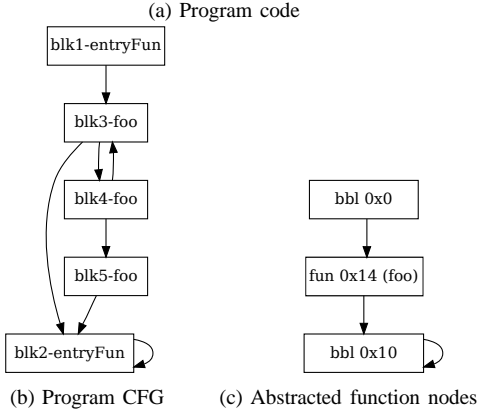 (a) Program code
blk1-entryFun
blk3-foo
blk4-foo
bbl 0x0
blk5-foo
fun 0x14 (foo)
blk2-entryFun
bbl 0x10
(b) Program CFG
(c) Abstracted function nodes